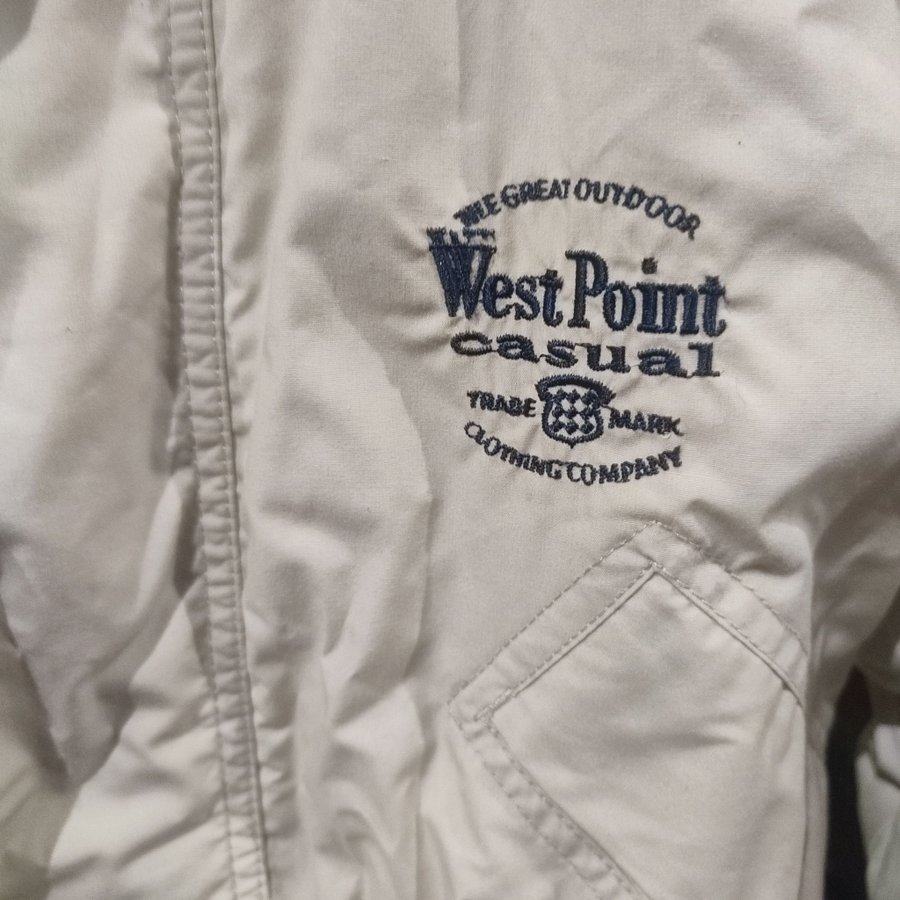 THE GREAT OUTDOOR
West Point
casual
TRADE MARK
CLOTHING COMPANY